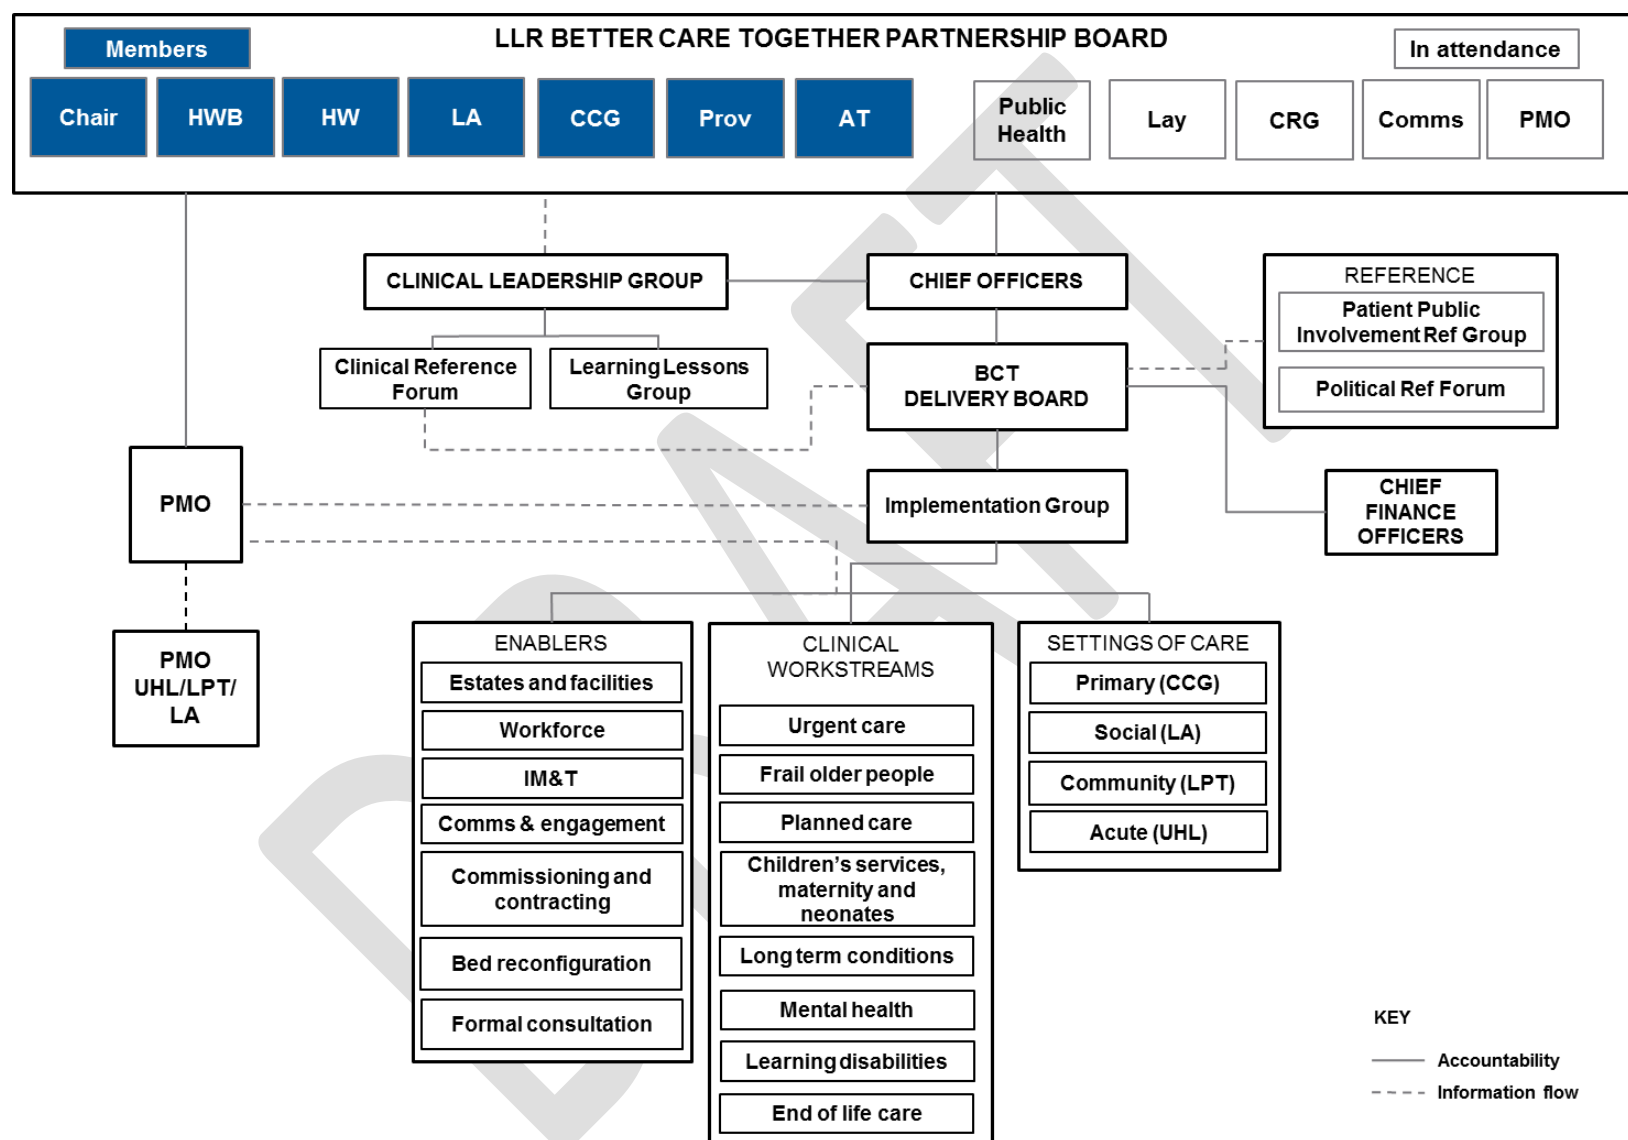 LLR BETTER CARE TOGETHER PARTNERSHIP BOARD
Members
In attendance
Chair
HWB
HW
LA
CCG
Prov
AT
Public
Health
Lay
CRG
Comms
PMO
CLINICAL LEADERSHIP GROUP
CHIEF OFFICERS
REFERENCE
Patient Public
Involvement Ref Group
Political Ref Forum
Clinical Reference
Forum
Learning Lessons
Group
BCT
DELIVERY BOARD
PMO
Implementation Group
CHIEF
FINANCE
OFFICERS
PMO
UHL/LPT/
LA
ENABLERS
Estates and facilities
Workforce
IM&T
Comms & engagement
Commissioning and
contracting
Bed reconfiguration
Formal consultation
CLINICAL
WORKSTREAMS
Urgent care
Frail older people
Planned care
Children’s services,
maternity and
neonates
Long term conditions
Mental health
Learning disabilities
End of life care
SETTINGS OF CARE
Primary (CCG)
Social (LA)
Community (LPT)
Acute (UHL)
KEY
Accountability
Information flow
DRAFT